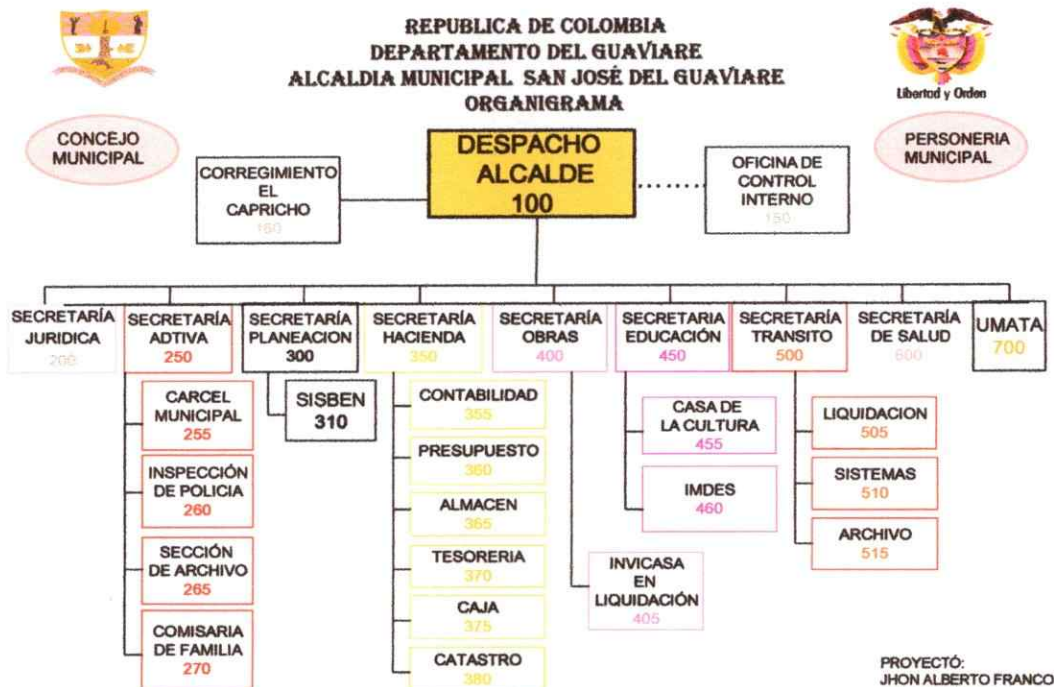 REPUBLICA DE COLOMBIA
DEPARTAMENTO DEL GUAVIARE
ALCALDIA MUNICIPAL SAN JOSÉ DEL GUAVIARE
ORGANIGRAMA
Libertad y Orden
CONCEJO
MUNICIPAL
PERSONERIA
MUNICIPAL
CORREGIMIENTO
EL
CAPRICHO
160
DESPACHO
ALCALDE
100
OFICINA DE
CONTROL
INTERNO
150
SECRETARÍA
JURIDICA
200
SECRETARÍA
ADTIVA
250
SECRETARÍA
PLANEACION
300
SECRETARÍA
HACIENDA
350
SECRETARÍA
OBRAS
400
SECRETARIA
EDUCACIÓN
450
SECRETARÍA
TRANSITO
500
SECRETARÍA
DE SALUD
600
UMATA
700
CARCEL
MUNICIPAL
255
INSPECCIÓN
DE POLICIA
260
SECCIÓN
DE ARCHIVO
265
COMISARIA
DE FAMILIA
270
SISBEN
310
CONTABILIDAD
355
PRESUPUESTO
360
ALMACEN
365
TESORERIA
370
CAJA
375
CATASTRO
380
INVICASA
EN
LIQUIDACIÓN
405
CASA DE
LA CULTURA
455
IMDES
460
LIQUIDACION
505
SISTEMAS
510
ARCHIVO
515
PROYECTÓ:
JHON ALBERTO FRANCO